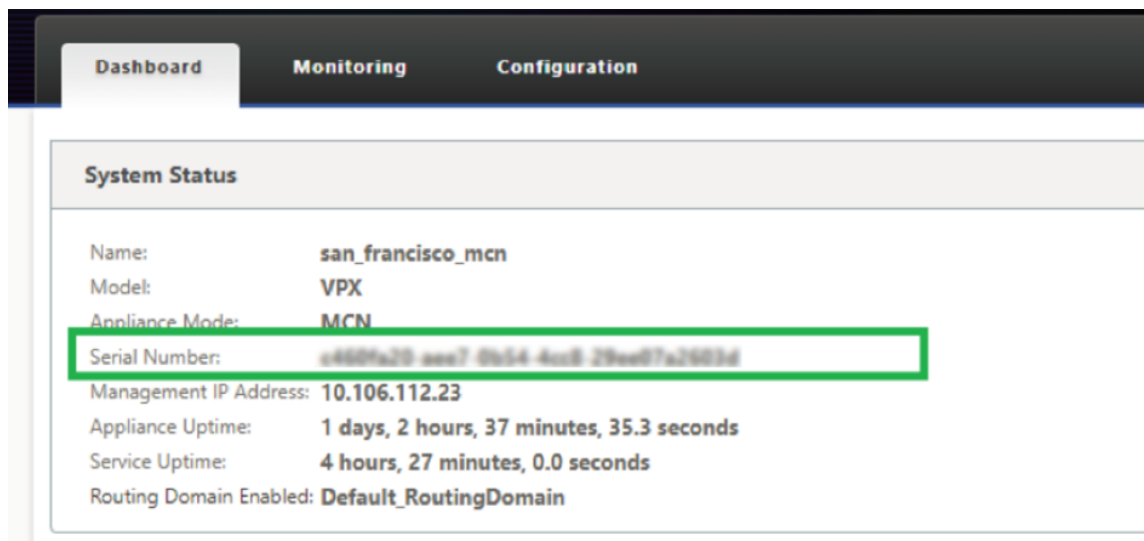 Dashboard Monitoring Configuration
System Status
Name: san_francisco_mcn
Model: VPX
Appliance Mode: MCN
Serial Number:
Management IP Address: 10.106.112.23
Appliance Uptime: 1 days, 2 hours, 37 minutes, 35.3 seconds
Service Uptime: 4 hours, 27 minutes, 0.0 seconds
Routing Domain Enabled: Default_RoutingDomain